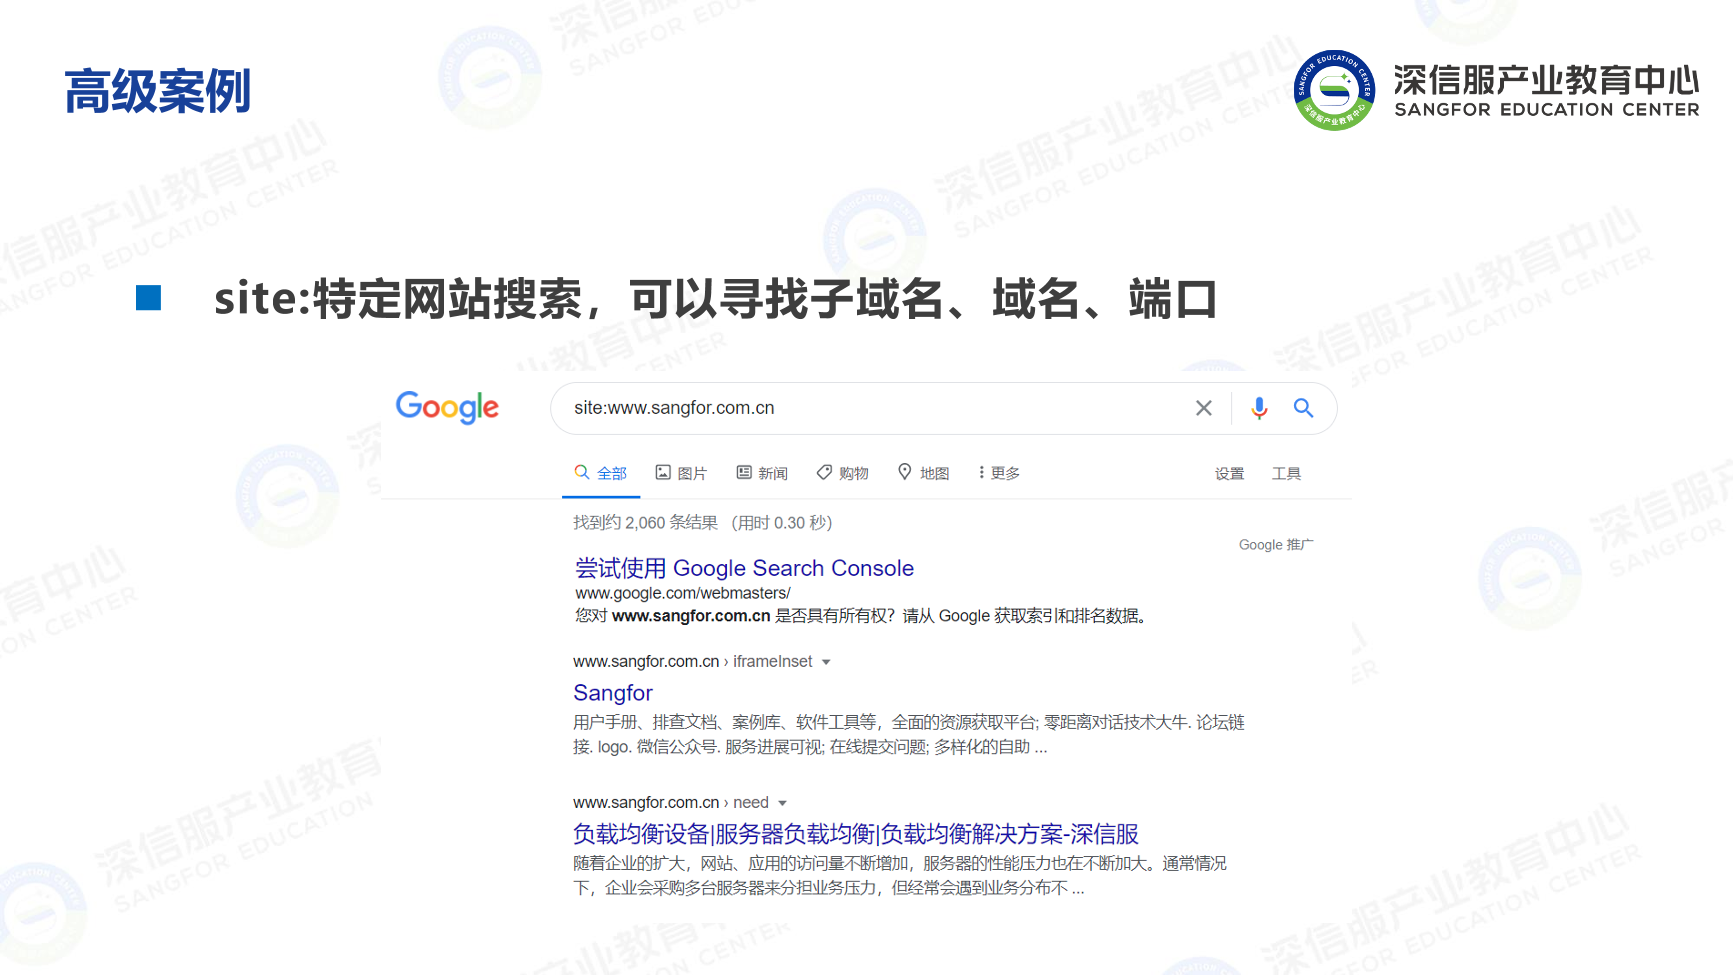 高级案例
深信服产业教育中心
SANGFOR EDUCATION CENTER
site:特定网站搜索，可以寻找子域名、域名、端口
Google
site:www.sangfor.com.cn
全部 图片 新闻 购物 地图 更多 设置 工具
找到约 2,060 条结果 （用时 0.30 秒）
Google 推广
尝试使用 Google Search Console
www.google.com/webmasters/
您对 www.sangfor.com.cn 是否具有所有权？请从 Google 获取索引和排名数据。
www.sangfor.com.cn › iframeInset
Sangfor
用户手册、排查文档、案例库、软件工具等，全面的资源获取平台; 零距离对话技术大牛. 论坛链
接. logo. 微信公众号. 服务进展可视; 在线提交问题; 多样化的自助 ...
www.sangfor.com.cn › need
负载均衡设备|服务器负载均衡|负载均衡解决方案-深信服
随着企业的扩大，网站、应用的访问量不断增加，服务器的性能压力也在不断加大。通常情况
下，企业会采购多台服务器来分担业务压力，但经常会遇到业务分布不 ...